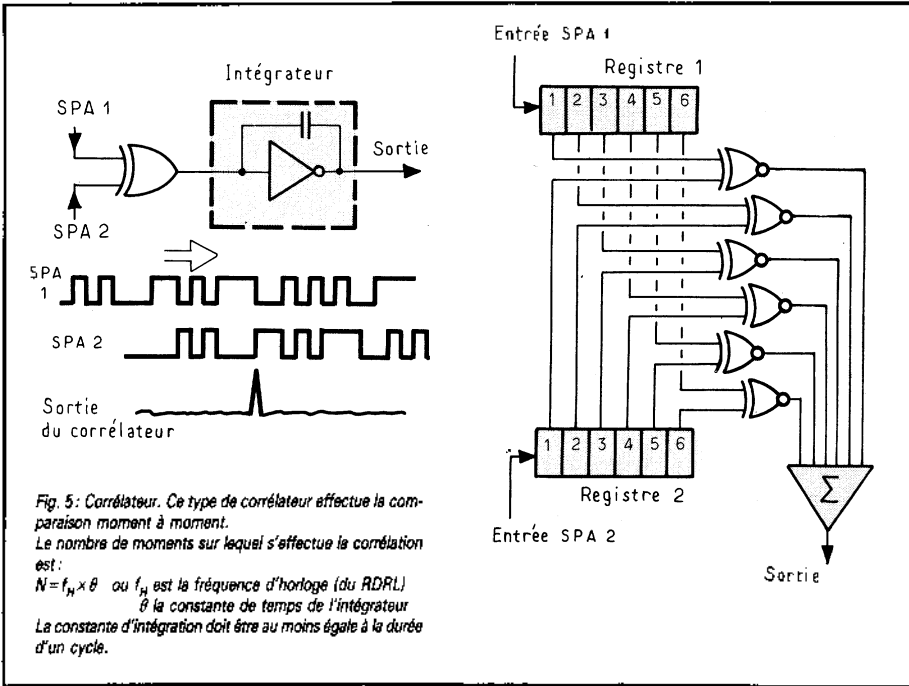 Intégrateur
SPA 1
Sortie
SPA 2
SPA
1
SPA 2
Sortie
du corrélateur
Fig. 5 : Corrélateur. Ce type de corrélateur effectue la com-
paraison moment à moment.
Le nombre de moments sur lequel s'effectue la corrélation
est :
N = f_H × θ ou f_H est la fréquence d'horloge (du RDRL)
θ la constante de temps de l'intégrateur
La constante d'intégration doit être au moins égale à la durée
d'un cycle.
Entrée SPA 1
Registre 1
1 2 3 4 5 6
1 2 3 4 5 6
Registre 2
Entrée SPA 2
Σ
Sortie